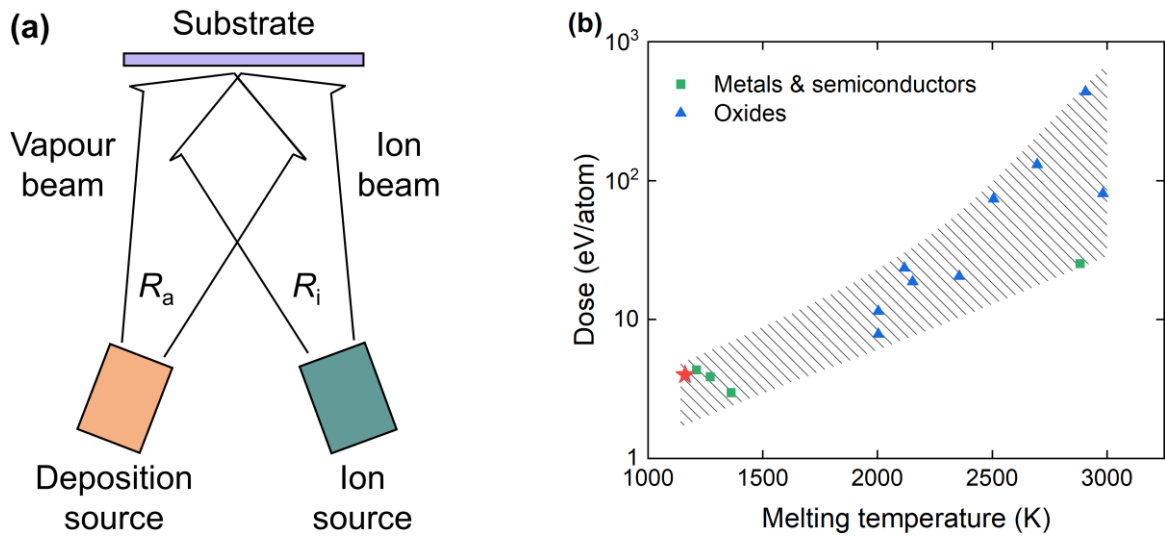 (a)
Substrate
Vapour
beam
Ion
beam
Rₐ
Rᵢ
Deposition
source
Ion
source
(b)
10³
10²
10
1
Dose (eV/atom)
Metals & semiconductors
Oxides
1000
1500
2000
2500
3000
Melting temperature (K)